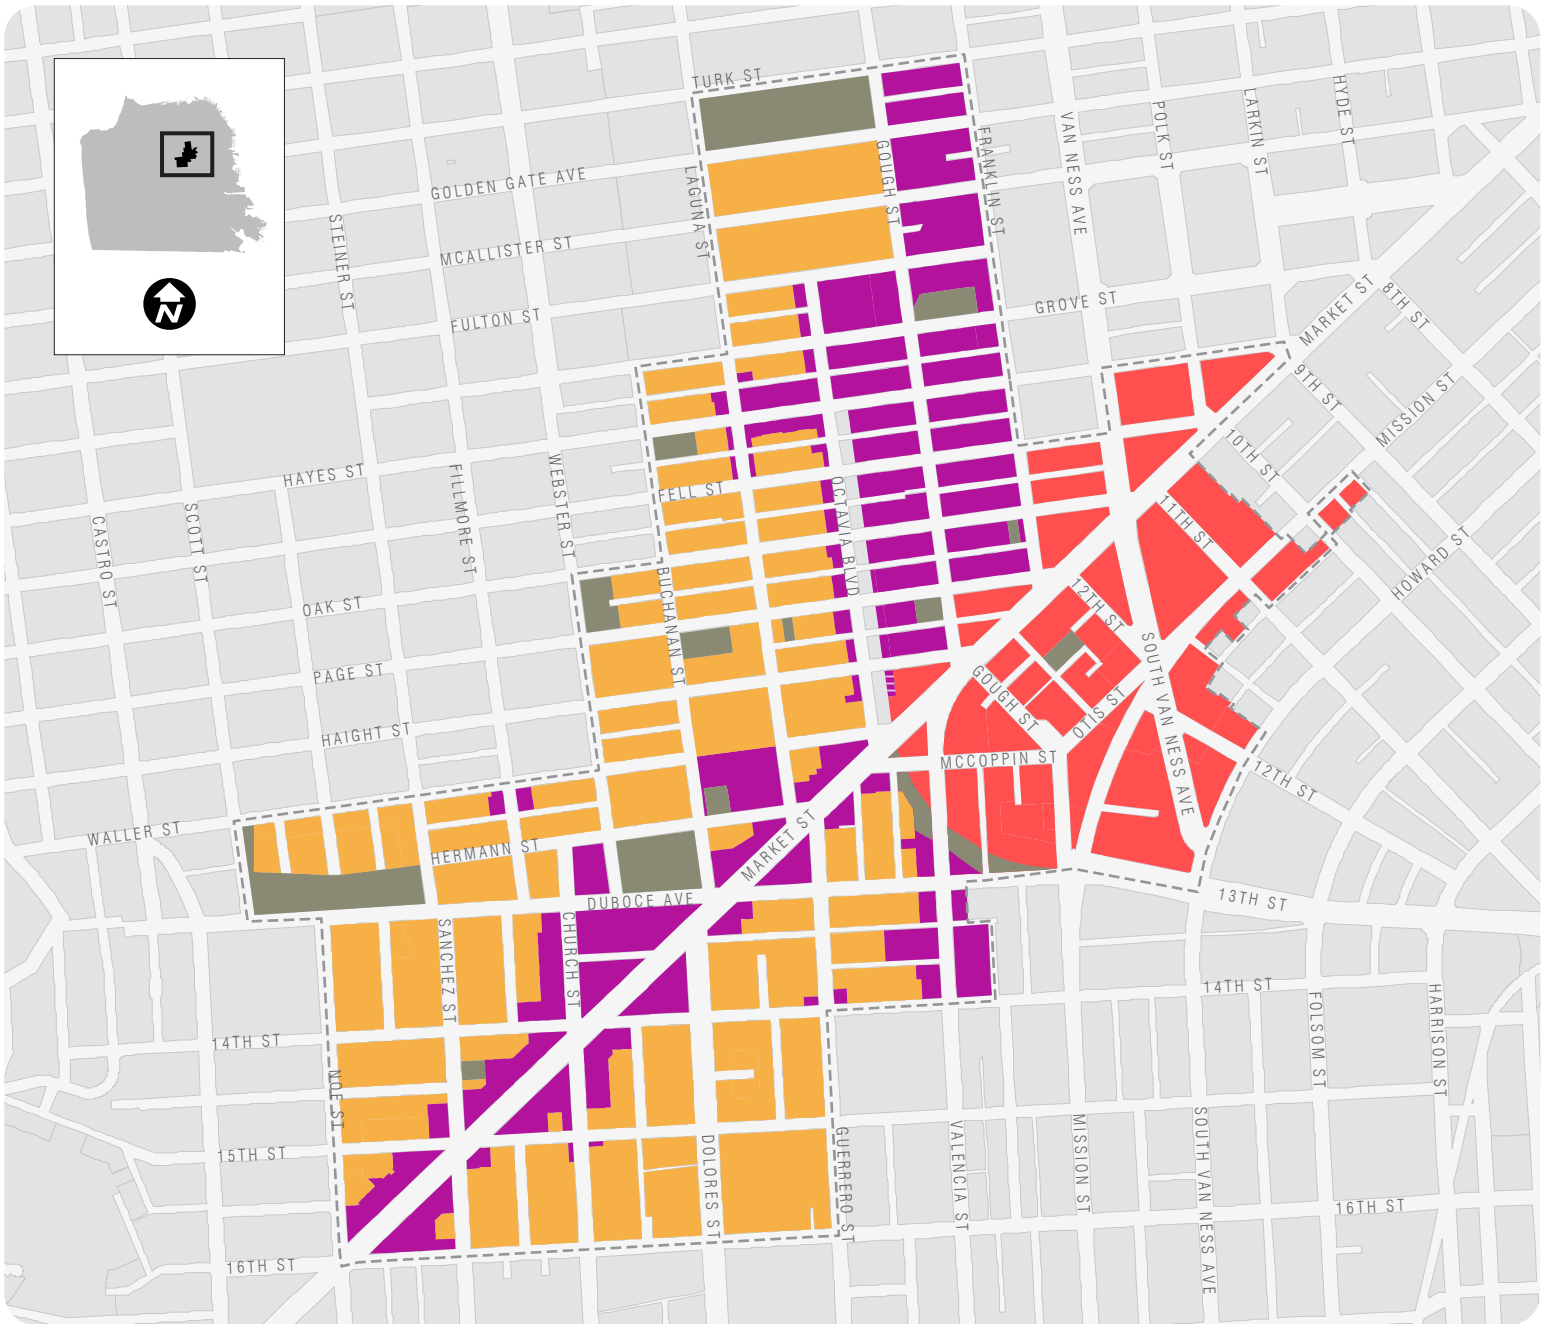 TURK ST
GOLDEN GATE AVE
MCALLISTER ST
FULTON ST
GROVE ST
STEINER ST
LAGUNA ST
GOUGH ST
FRANKLIN ST
VAN NESS AVE
POLK ST
LARKIN ST
HYDE ST
MARKET ST
8TH ST
9TH ST
MISSION ST
10TH ST
11TH ST
HOWARD ST
HAYES ST
FELL ST
WEBSTER ST
FILLMORE ST
SCOTT ST
CASTRO ST
OCTAVIA BLVD
BUCHANAN ST
OAK ST
PAGE ST
HAIGHT ST
12TH ST
SOUTH VAN NESS AVE
GOUGH ST
OTIS ST
MCCOPPIN ST
12TH ST
WALLER ST
HERMANN ST
MARKET ST
DUBOCE AVE
13TH ST
SANCHEZ ST
CHURCH ST
14TH ST
14TH ST
FOLSOM ST
HARRISON ST
NOE ST
15TH ST
DOLORES ST
GUERRERO ST
VALENCIA ST
MISSION ST
SOUTH VAN NESS AVE
16TH ST
16TH ST
N